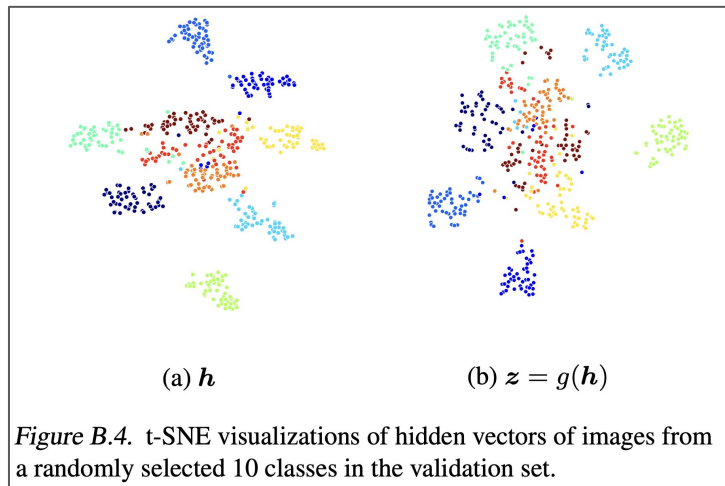 (a) h
(b) z = g(h)
Figure B.4. t-SNE visualizations of hidden vectors of images from
a randomly selected 10 classes in the validation set.